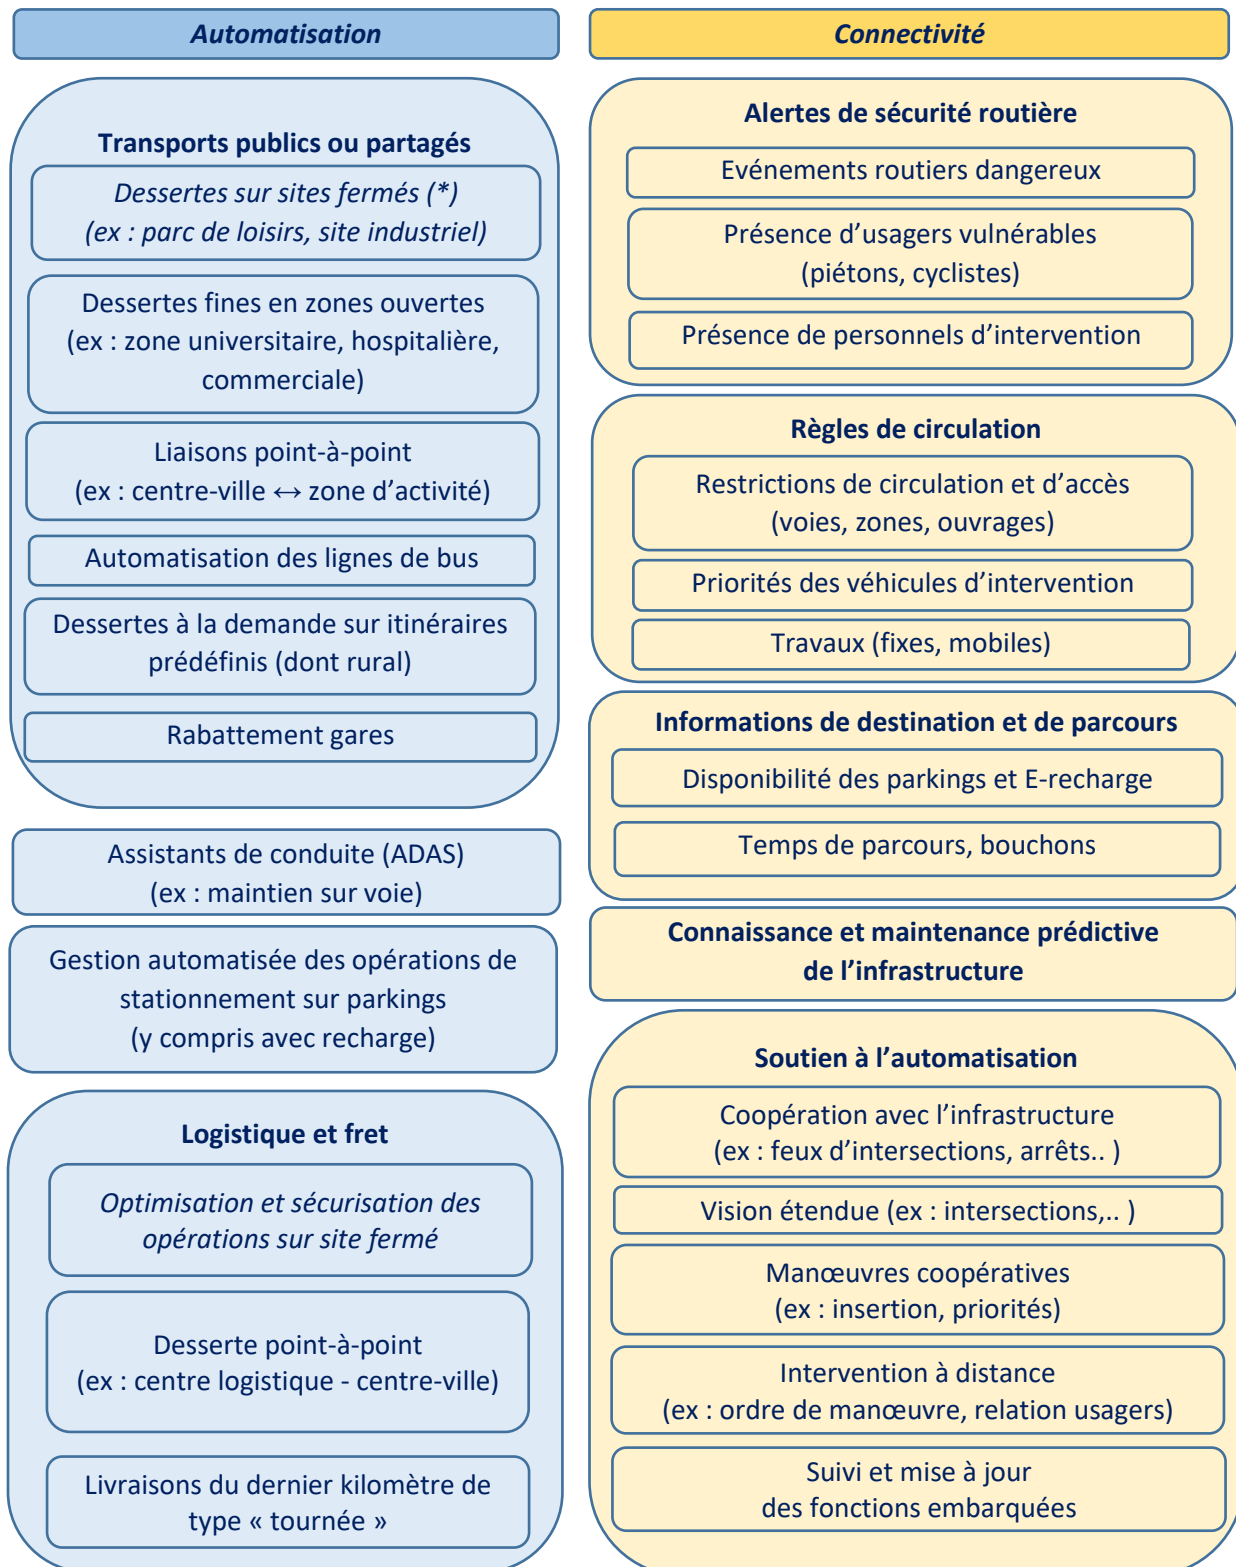 Automatisation
Transports publics ou partagés
Dessertes sur sites fermés (*)
(ex : parc de loisirs, site industriel)
Dessertes fines en zones ouvertes
(ex : zone universitaire, hospitalière,
commerciale)
Liaisons point-à-point
(ex : centre-ville ↔ zone d’activité)
Automatisation des lignes de bus
Dessertes à la demande sur itinéraires
prédéfinis (dont rural)
Rabattement gares
Assistants de conduite (ADAS)
(ex : maintien sur voie)
Gestion automatisée des opérations de
stationnement sur parkings
(y compris avec recharge)
Logistique et fret
Optimisation et sécurisation des
opérations sur site fermé
Desserte point-à-point
(ex : centre logistique - centre-ville)
Livraisons du dernier kilomètre de
type « tournée »
Connectivité
Alertes de sécurité routière
Evénements routiers dangereux
Présence d’usagers vulnérables
(piétons, cyclistes)
Présence de personnels d’intervention
Règles de circulation
Restrictions de circulation et d’accès
(voies, zones, ouvrages)
Priorités des véhicules d’intervention
Travaux (fixes, mobiles)
Informations de destination et de parcours
Disponibilité des parkings et E-recharge
Temps de parcours, bouchons
Connaissance et maintenance prédictive
de l’infrastructure
Soutien à l’automatisation
Coopération avec l’infrastructure
(ex : feux d’intersections, arrêts.. )
Vision étendue (ex : intersections,.. )
Manœuvres coopératives
(ex : insertion, priorités)
Intervention à distance
(ex : ordre de manœuvre, relation usagers)
Suivi et mise à jour
des fonctions embarquées